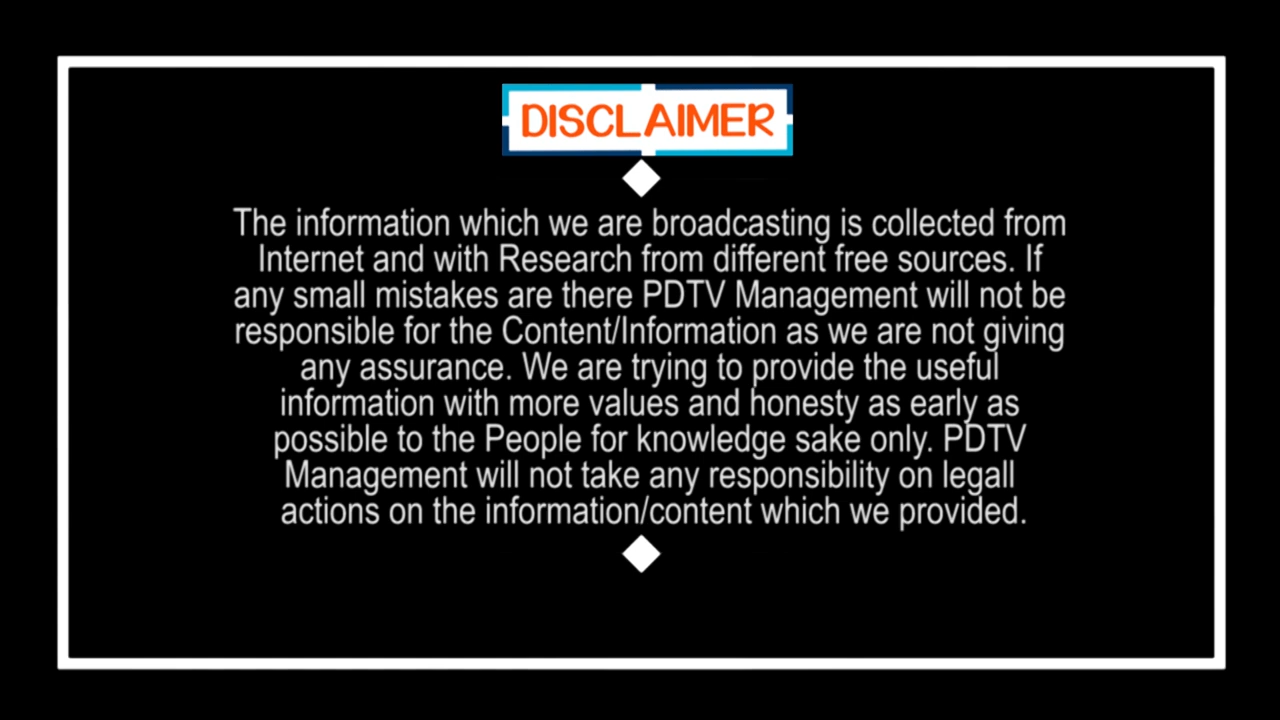 DISCLAIMER
The information which we are broadcasting is collected from
Internet and with Research from different free sources. If
any small mistakes are there PDTV Management will not be
responsible for the Content/Information as we are not giving
any assurance. We are trying to provide the useful
information with more values and honesty as early as
possible to the People for knowledge sake only. PDTV
Management will not take any responsibility on legall
actions on the information/content which we provided.